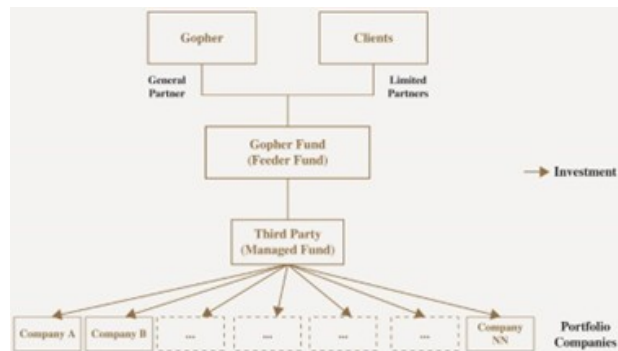 Gopher
Clients
General
Partner
Limited
Partners
Gopher Fund
(Feeder Fund)
Investment
Third Party
(Managed Fund)
Company A
Company B
...
...
...
...
Company
NN
Portfolio
Companies